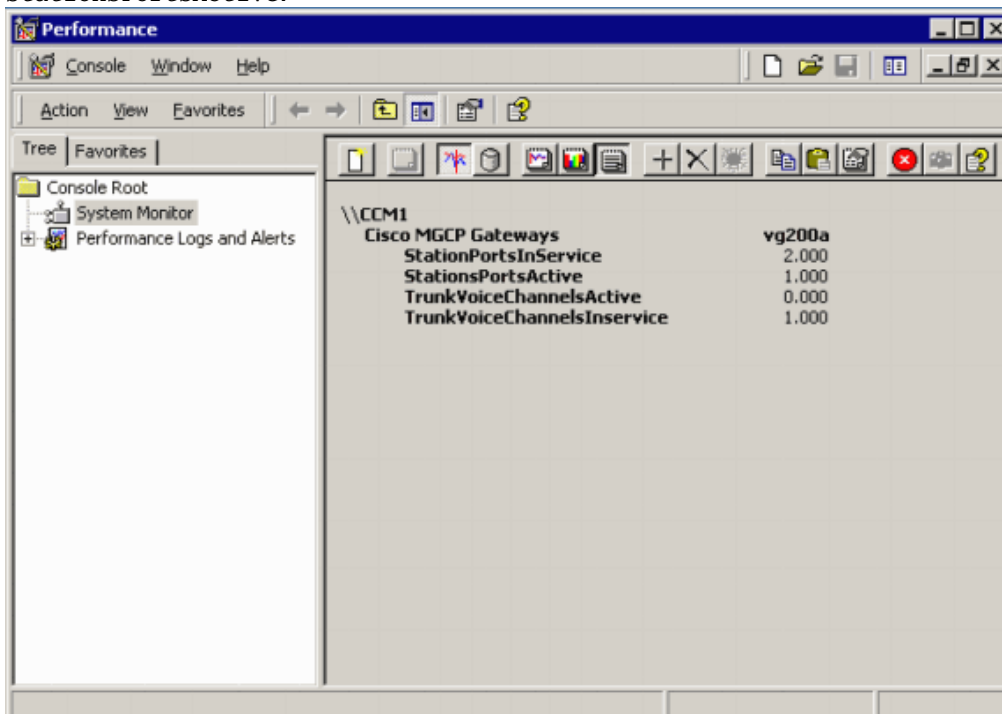 Performance
Console Window Help
Action View Favorites
Tree Favorites
Console Root
System Monitor
Performance Logs and Alerts
\\CCM1
Cisco MGCP Gateways vg200a
StationPortsInService 2.000
StationsPortsActive 1.000
TrunkVoiceChannelsActive 0.000
TrunkVoiceChannelsInservice 1.000